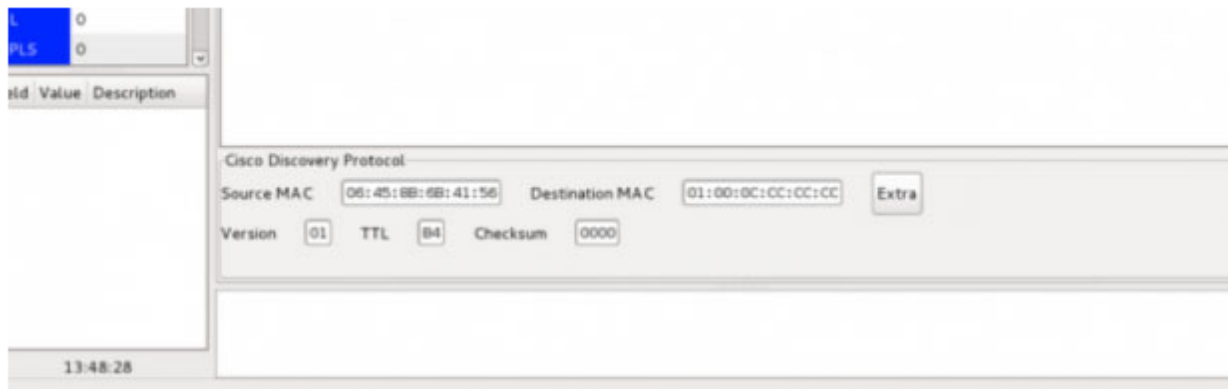 L 0
PLS 0
eld Value Description
Cisco Discovery Protocol
Source MAC 06:45:8B:6B:41:56 Destination MAC 01:00:0C:CC:CC:CC Extra
Version 01 TTL B4 Checksum 0000
13:48:28